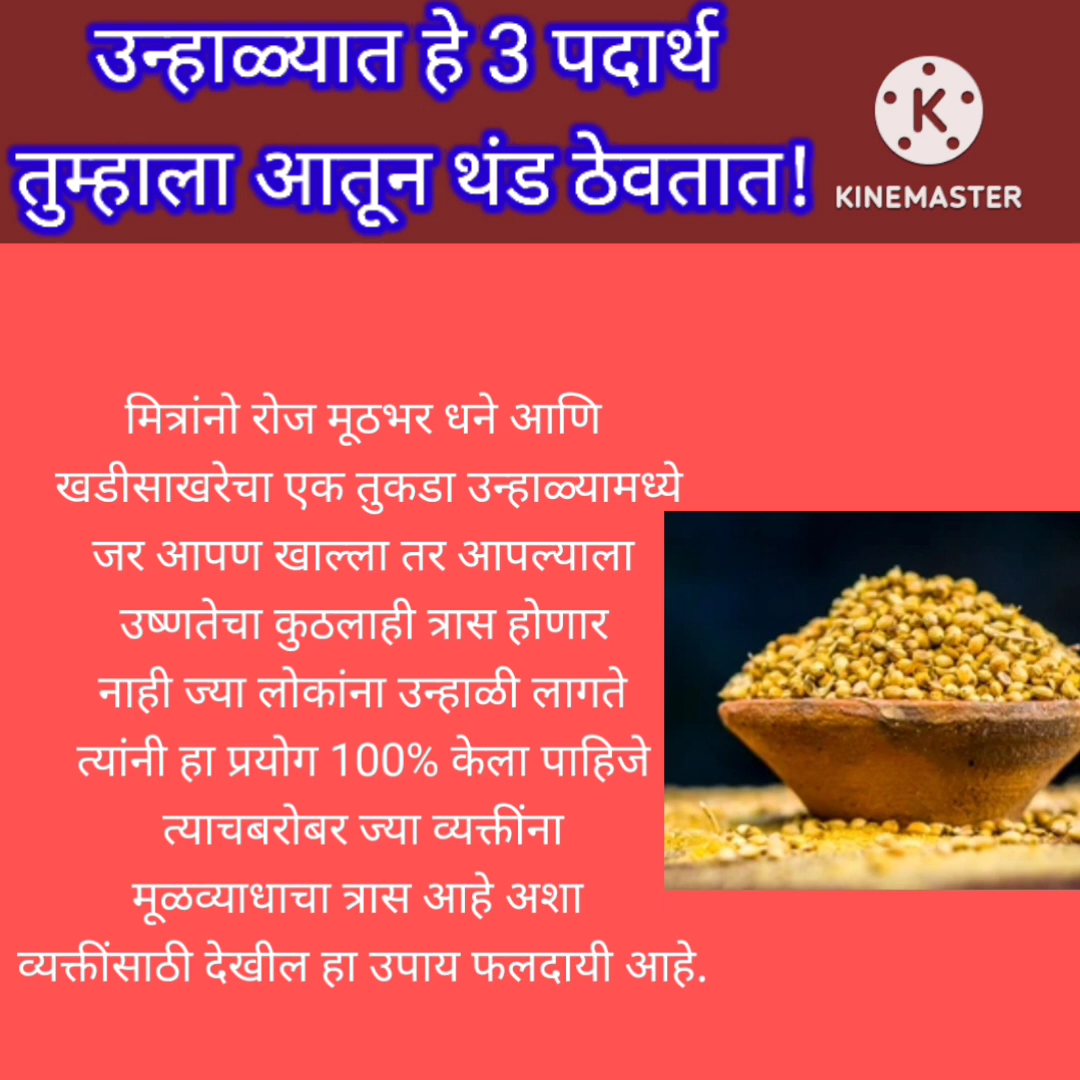 उन्हाळ्यात हे 3 पदार्थ
तुम्हाला आतून थंड ठेवतात!
KINEMASTER
मित्रांनो रोज मूठभर धने आणि
खडीसाखरेचा एक तुकडा उन्हाळ्यामध्ये
जर आपण खाल्ला तर आपल्याला
उष्णतेचा कुठलाही त्रास होणार
नाही ज्या लोकांना उन्हाळी लागते
त्यांनी हा प्रयोग 100% केला पाहिजे
त्याचबरोबर ज्या व्यक्तींना
मूळव्याधाचा त्रास आहे अशा
व्यक्तींसाठी देखील हा उपाय फलदायी आहे.